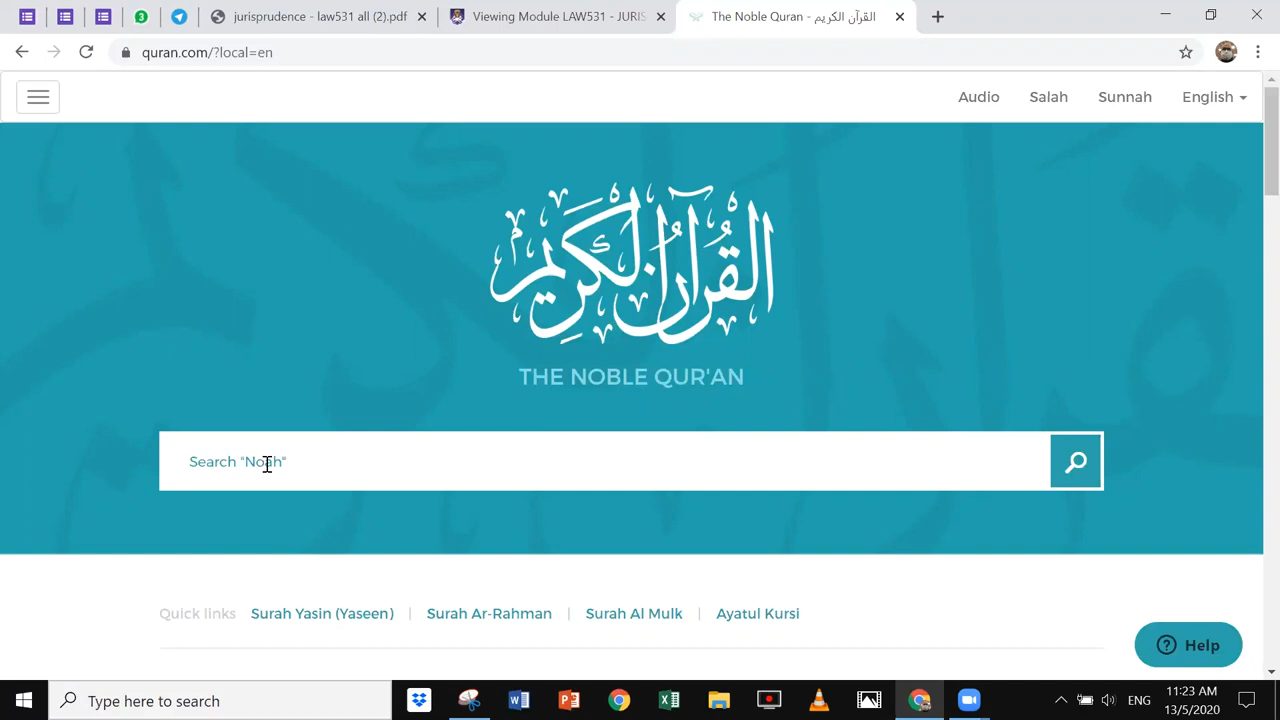 jurisprudence - law531 all (2).pdf
Viewing Module LAW531 - JURIS
The Noble Quran - القرآن الكريم
quran.com/?local=en
Audio
Salah
Sunnah
English
القرآن الكريم
THE NOBLE QUR'AN
Search "Noah"
Quick links
Surah Yasin (Yaseen) | Surah Ar-Rahman | Surah Al Mulk | Ayatul Kursi
Help
Type here to search
ENG
11:23 AM
13/5/2020